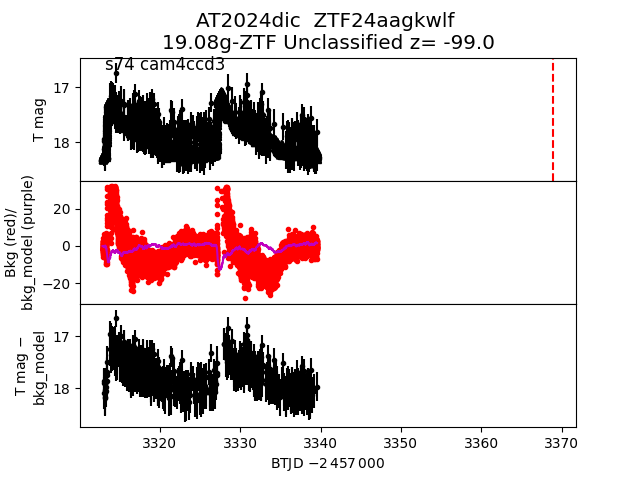 AT2024dic  ZTF24aagkwlf
19.08g-ZTF Unclassified z= -99.0
s74 cam4ccd3
T mag
17
18
Bkg (red)/
bkg_model (purple)
20
0
−20
T mag −
bkg_model
17
18
3320 3330 3340 3350 3360 3370
BTJD −2 457 000